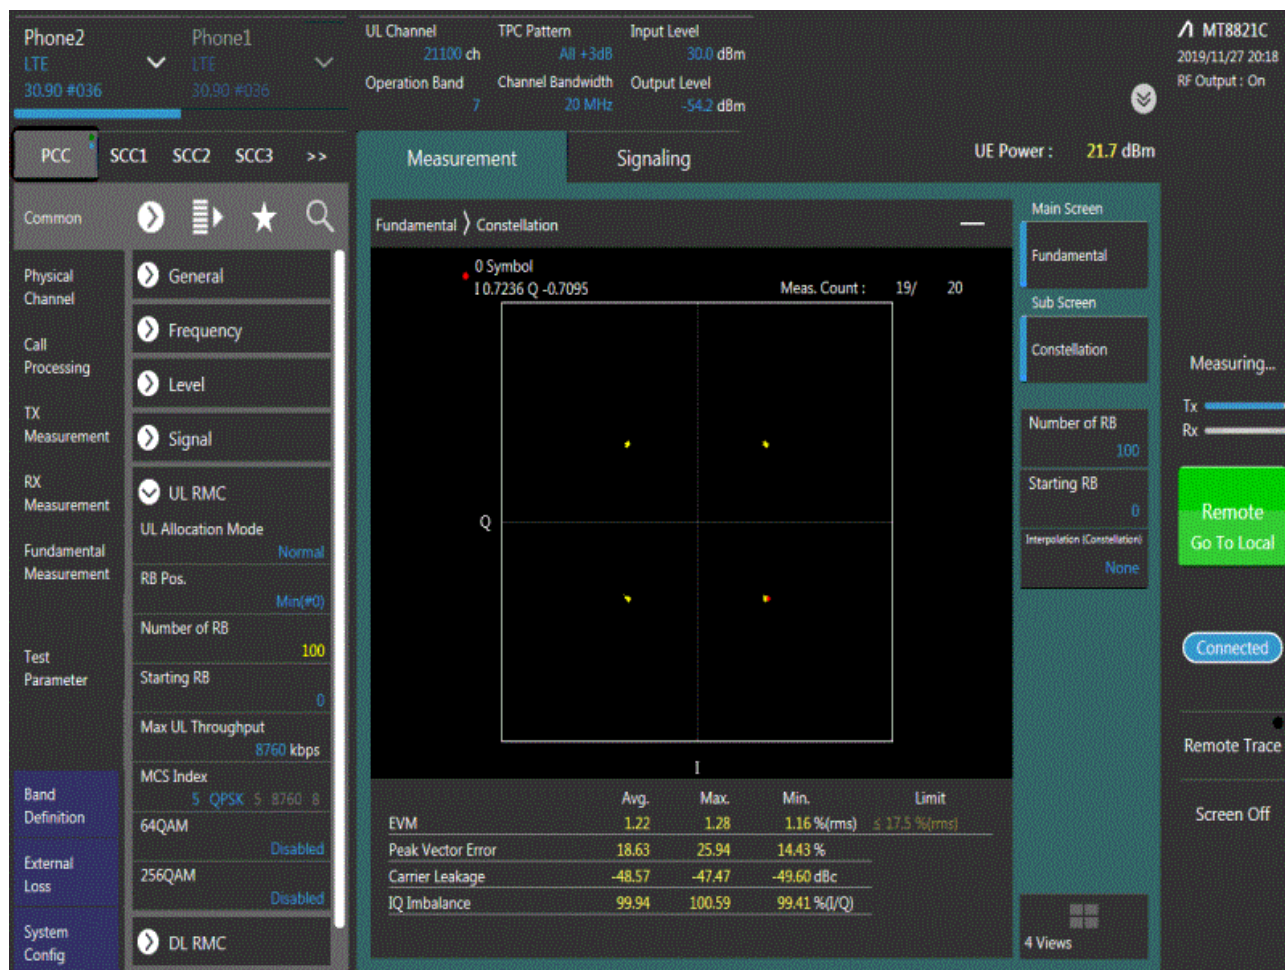 Phone2
LTE
30.90 #036
Phone1
LTE
30.90 #036
UL Channel
21100 ch
TPC Pattern
All +3dB
Input Level
30.0 dBm
Operation Band
7
Channel Bandwidth
20 MHz
Output Level
-54.2 dBm
MT8821C
2019/11/27 20:18
RF Output : On
PCC SCC1 SCC2 SCC3 >>
Measurement Signaling
UE Power : 21.7 dBm
Common
Physical
Channel
Call
Processing
TX
Measurement
RX
Measurement
Fundamental
Measurement
Test
Parameter
Band
Definition
External
Loss
System
Config
General
Frequency
Level
Signal
UL RMC
UL Allocation Mode
Normal
RB Pos.
Min(#0)
Number of RB
100
Starting RB
0
Max UL Throughput
8760 kbps
MCS Index
5 QPSK 5 8760 8
64QAM
Disabled
256QAM
Disabled
DL RMC
Fundamental 〉 Constellation
0 Symbol
I 0.7236 Q -0.7095
Meas. Count : 19/ 20
Q
I
Avg. Max. Min. Limit
EVM 1.22 1.28 1.16 %(rms) ≤ 17.5 %(rms)
Peak Vector Error 18.63 25.94 14.43 %
Carrier Leakage -48.57 -47.47 -49.60 dBc
IQ Imbalance 99.94 100.59 99.41 %(I/Q)
Main Screen
Fundamental
Sub Screen
Constellation
Number of RB
100
Starting RB
0
Interpolation (Constellation)
None
4 Views
Measuring...
Tx
Rx
Remote
Go To Local
Connected
Remote Trace
Screen Off